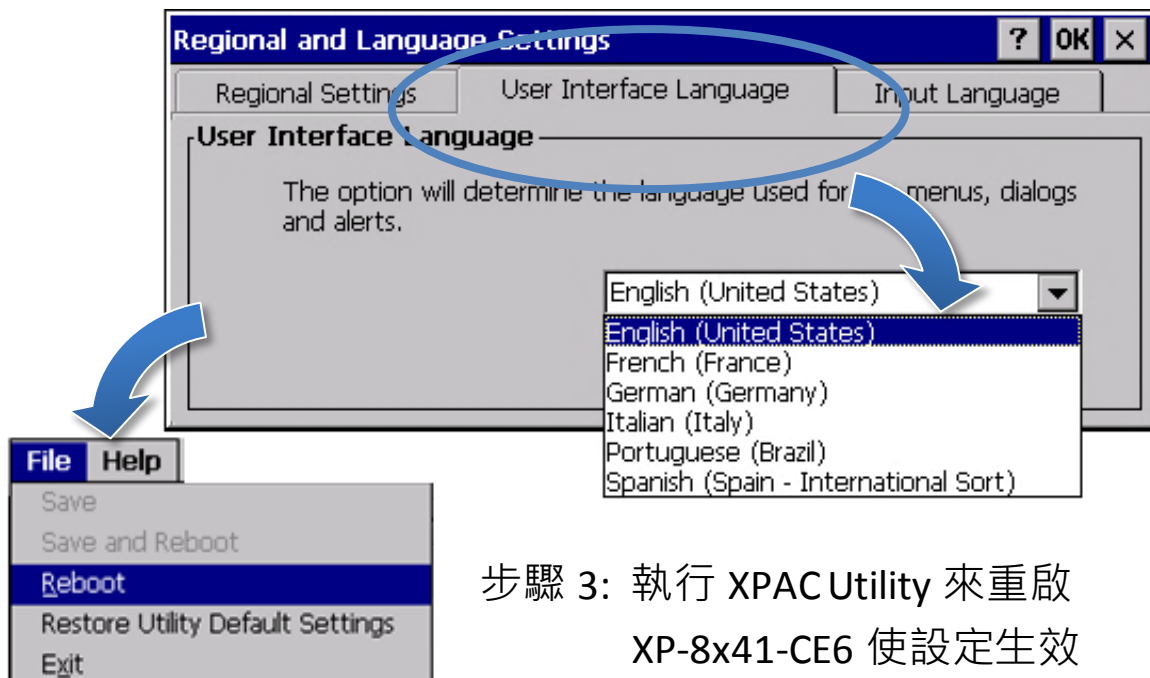 Regional and Language Settings ? OK ×
Regional Settings User Interface Language Input Language
User Interface Language
The option will determine the language used for the menus, dialogs
and alerts.
English (United States)
English (United States)
French (France)
German (Germany)
Italian (Italy)
Portuguese (Brazil)
Spanish (Spain - International Sort)
File Help
Save
Save and Reboot
Reboot
Restore Utility Default Settings
Exit
步驟 3: 執行 XPAC Utility 來重啟
XP-8x41-CE6 使設定生效